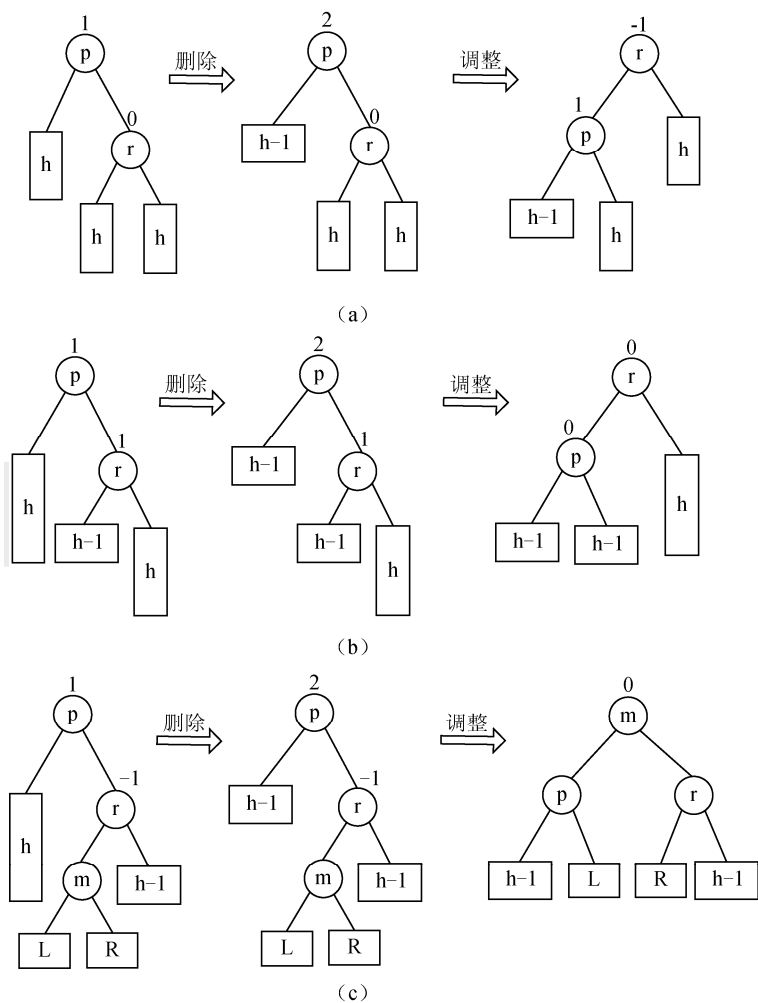 1 2 -1
p 删除 p 调整 r
0 0 1
h r h-1 r p h
h h h h h-1 h
(a)
1 2 0
p 删除 p 调整 r
1 1 0
h r h-1 r p h
h-1 h h-1 h h-1 h-1
(b)
1 2 0
p 删除 p 调整 m
−1 −1
h r h-1 r p r
m h-1 m h-1 h-1 L R h-1
L R L R
(c)